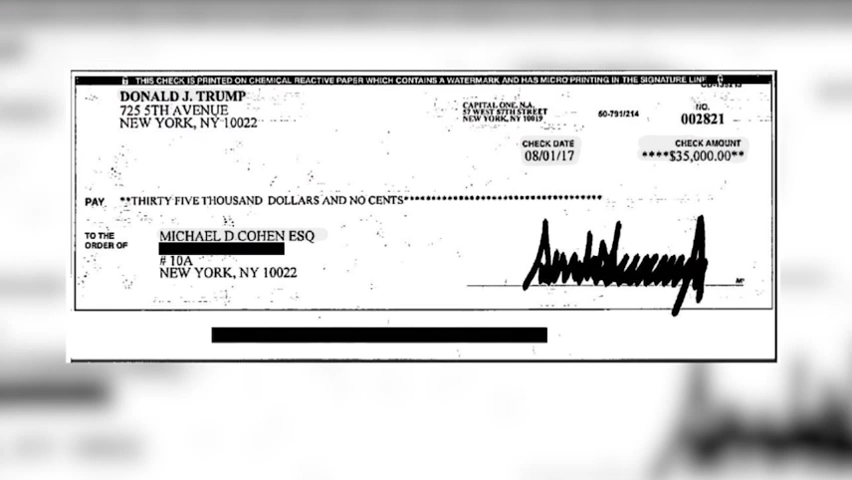 THIS CHECK IS PRINTED ON CHEMICAL REACTIVE PAPER WHICH CONTAINS A WATERMARK AND HAS MICRO PRINTING IN THE SIGNATURE LINE
DONALD J. TRUMP
725 5TH AVENUE
NEW YORK, NY 10022
CAPITAL ONE, N.A.
57 WEST 57TH STREET
NEW YORK, NY 10019
50-791/214
NO.
002821
CHECK DATE
08/01/17
CHECK AMOUNT
****$35,000.00**
PAY **THIRTY FIVE THOUSAND DOLLARS AND NO CENTS**************************************
TO THE
ORDER OF
MICHAEL D COHEN ESQ
# 10A
NEW YORK, NY 10022